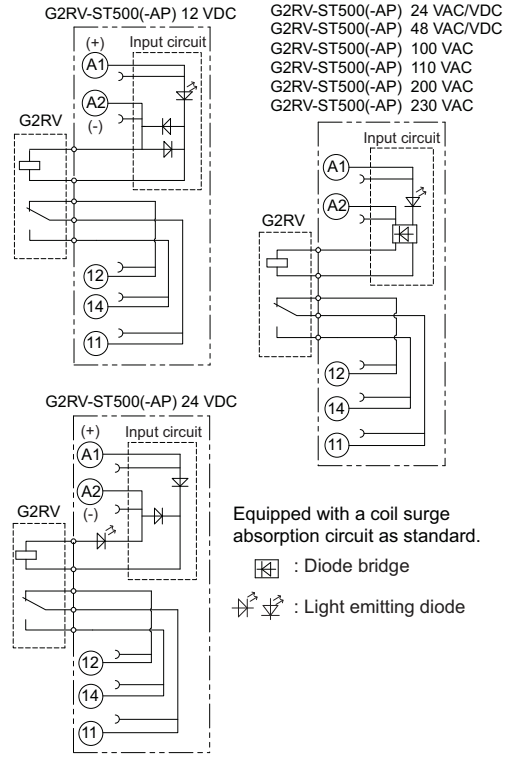 G2RV-ST500(-AP) 12 VDC
(+) Input circuit
A1
A2
(-)
G2RV
12
14
11
G2RV-ST500(-AP) 24 VAC/VDC
G2RV-ST500(-AP) 48 VAC/VDC
G2RV-ST500(-AP) 100 VAC
G2RV-ST500(-AP) 110 VAC
G2RV-ST500(-AP) 200 VAC
G2RV-ST500(-AP) 230 VAC
Input circuit
A1
A2
G2RV
12
14
11
G2RV-ST500(-AP) 24 VDC
(+) Input circuit
A1
A2
(-)
G2RV
12
14
11
Equipped with a coil surge
absorption circuit as standard.
: Diode bridge
: Light emitting diode